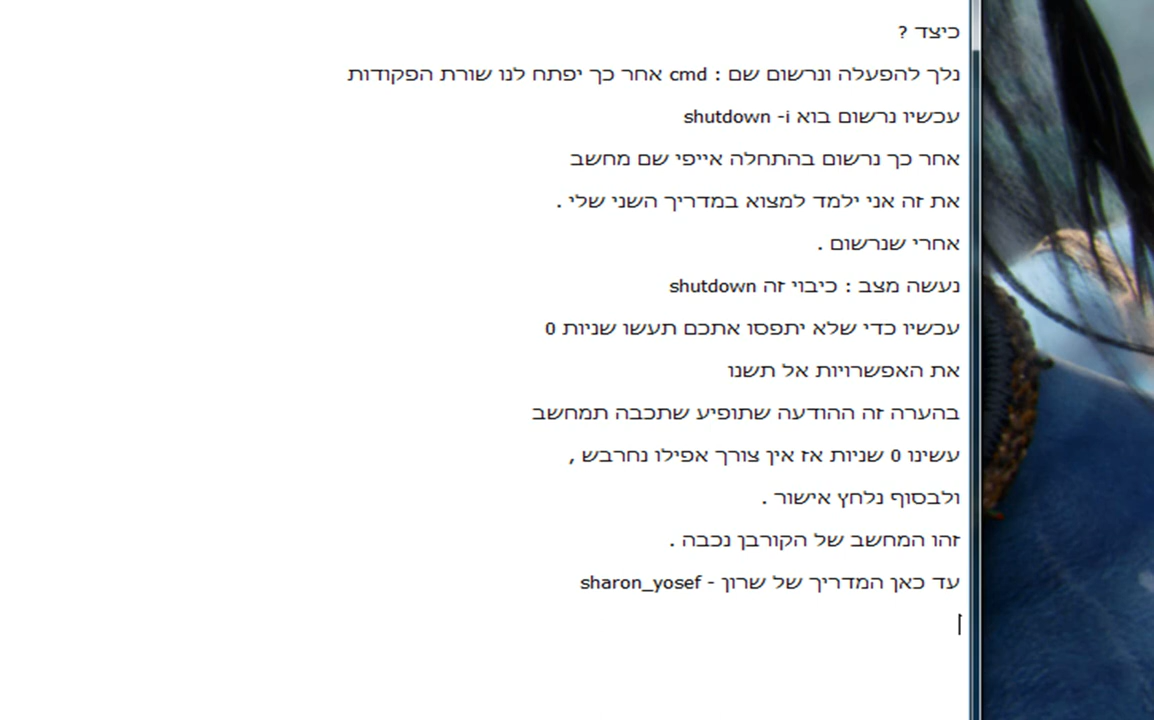 כיצד ?
נלך להפעלה ונרשום שם : cmd אחר כך יפתח לנו שורת הפקודות
עכשיו נרשום בוא shutdown -i
אחר כך נרשום בהתחלה אייפי שם מחשב
את זה אני ילמד למצוא במדריך השני שלי .
אחרי שנרשום .
נעשה מצב : כיבוי זה shutdown
עכשיו כדי שלא יתפסו אתכם תעשו שניות 0
את האפשרויות אל תשנו
בהערה זה ההודעה שתופיע שתכבה תמחשב
עשינו 0 שניות אז אין צורך אפילו נחרבש ,
ולבסוף נלחץ אישור .
זהו המחשב של הקורבן נכבה .
עד כאן המדריך של שרון - sharon_yosef